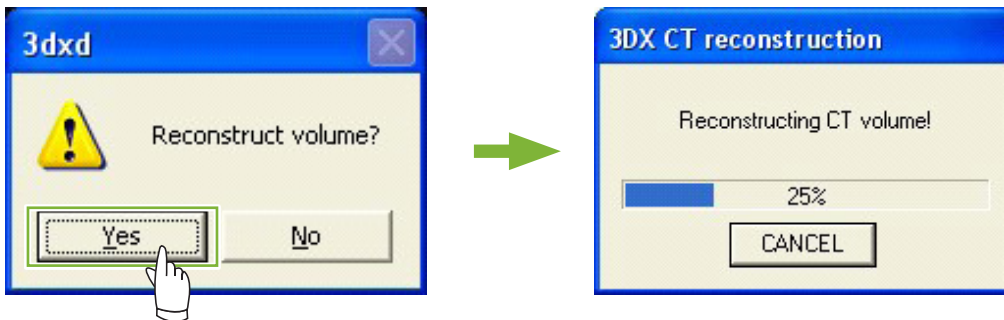 3dxd
Reconstruct volume?
Yes
No
3DX CT reconstruction
Reconstructing CT volume!
25%
CANCEL